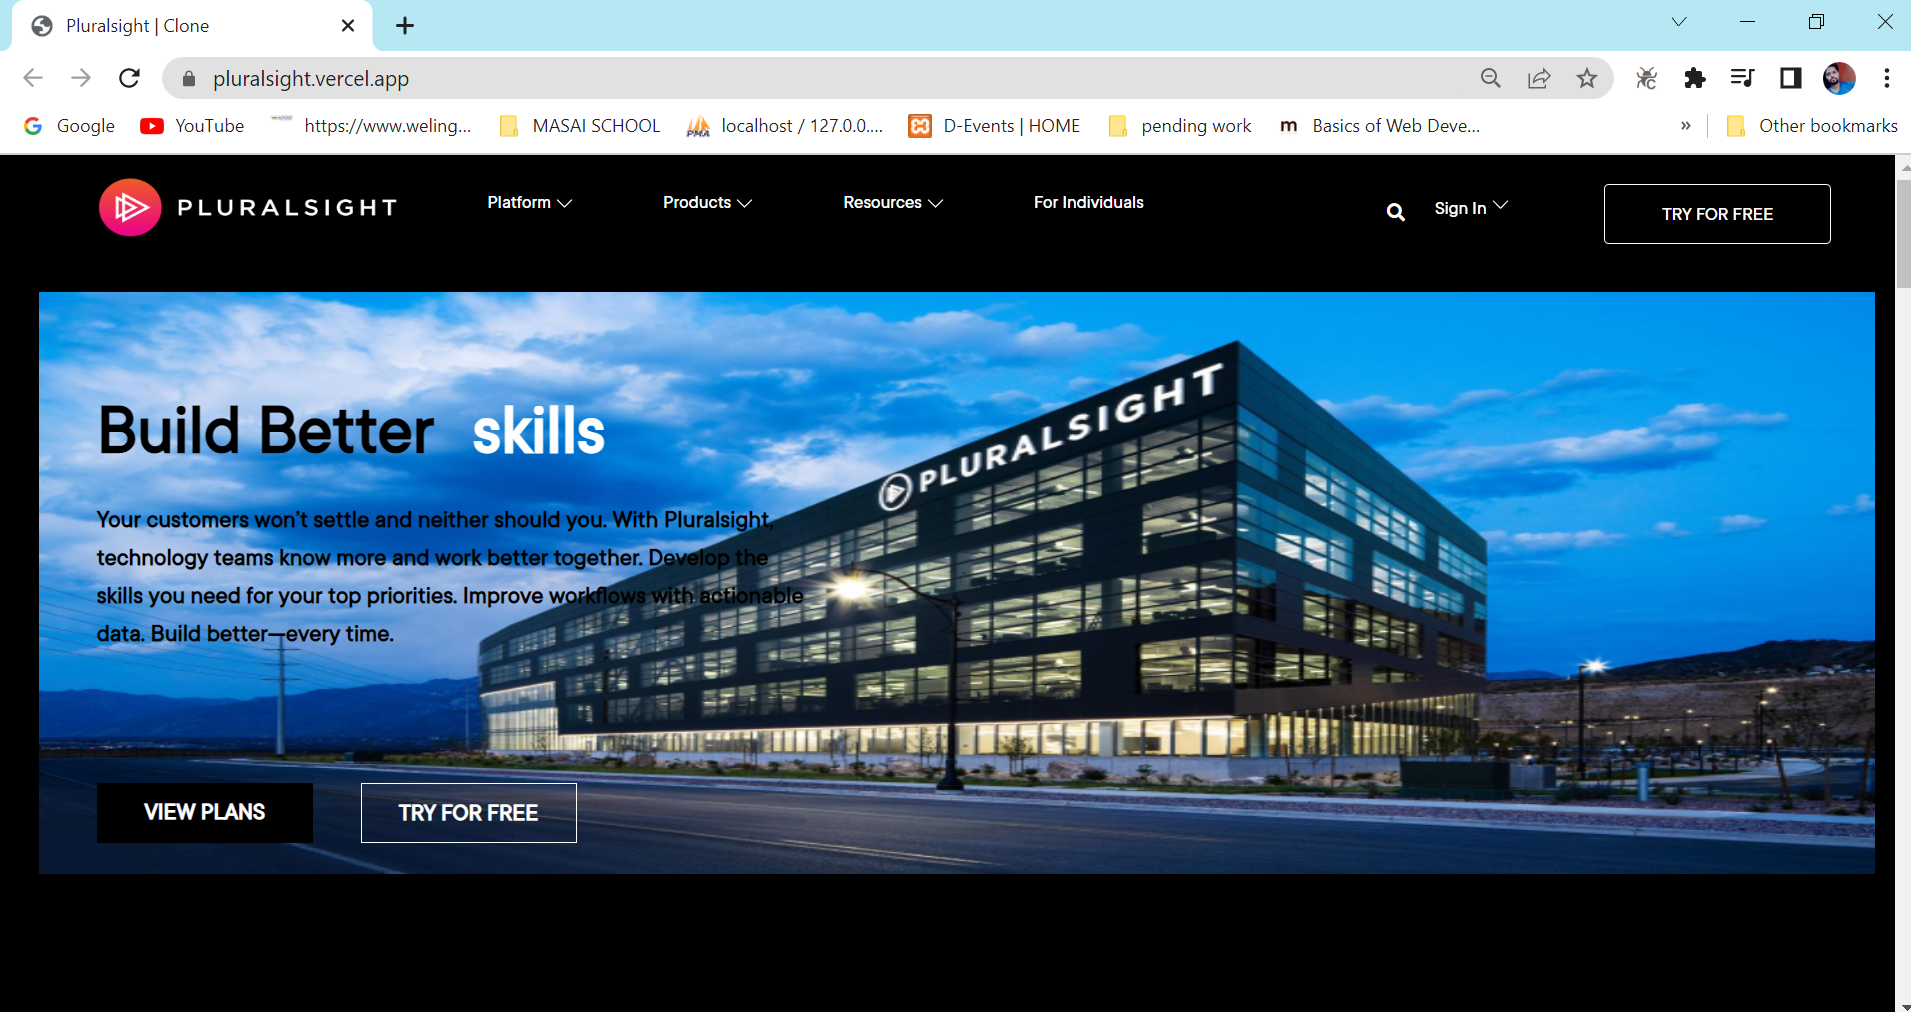 Pluralsight | Clone
pluralsight.vercel.app
Google YouTube https://www.weling... MASAI SCHOOL PMA localhost / 127.0.0.... D-Events | HOME pending work m Basics of Web Deve... » Other bookmarks
PLURALSIGHT Platform Products Resources For Individuals Sign In TRY FOR FREE
PLURALSIGHT
Build Better skills
Your customers won’t settle and neither should you. With Pluralsight,
technology teams know more and work better together. Develop the
skills you need for your top priorities. Improve workflows with actionable
data. Build better—every time.
VIEW PLANS TRY FOR FREE